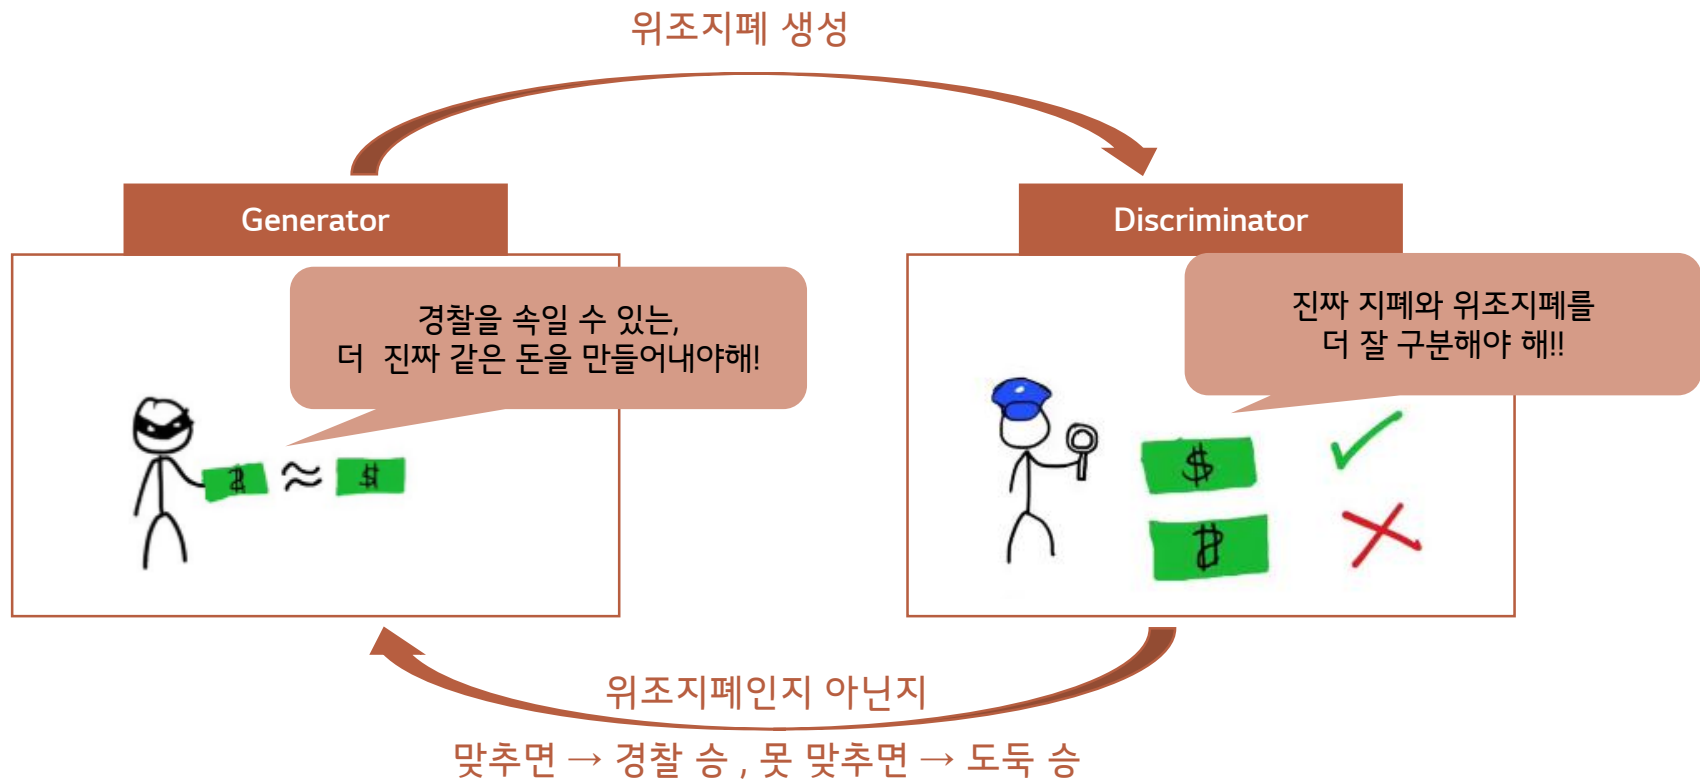 위조지폐 생성
Generator
Discriminator
경찰을 속일 수 있는,
더 진짜 같은 돈을 만들어내야해!
진짜 지폐와 위조지폐를
더 잘 구분해야 해!!
≈
$
$
위조지폐인지 아닌지
맞추면 → 경찰 승 , 못 맞추면 → 도둑 승